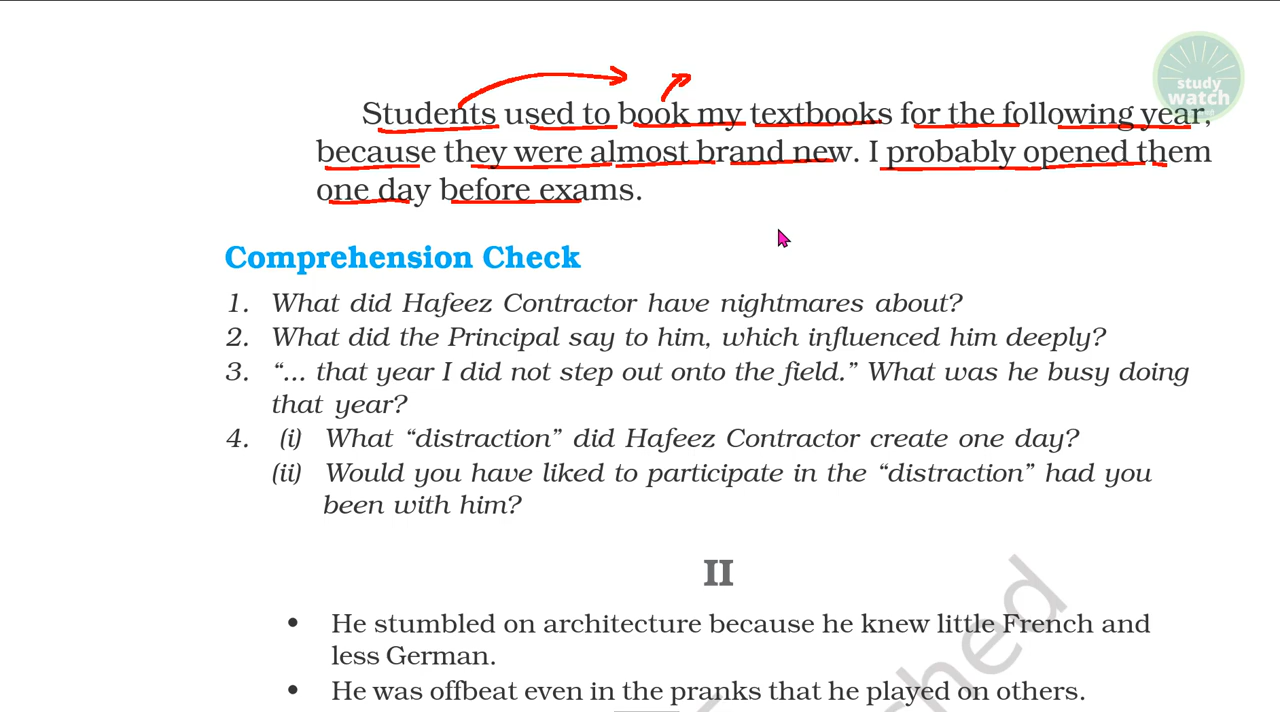 study
watch
Students used to book my textbooks for the following year,
because they were almost brand new. I probably opened them
one day before exams.
Comprehension Check
1. What did Hafeez Contractor have nightmares about?
2. What did the Principal say to him, which influenced him deeply?
3. “... that year I did not step out onto the field.” What was he busy doing
that year?
4. (i) What “distraction” did Hafeez Contractor create one day?
(ii) Would you have liked to participate in the “distraction” had you
been with him?
II
• He stumbled on architecture because he knew little French and
less German.
• He was offbeat even in the pranks that he played on others.